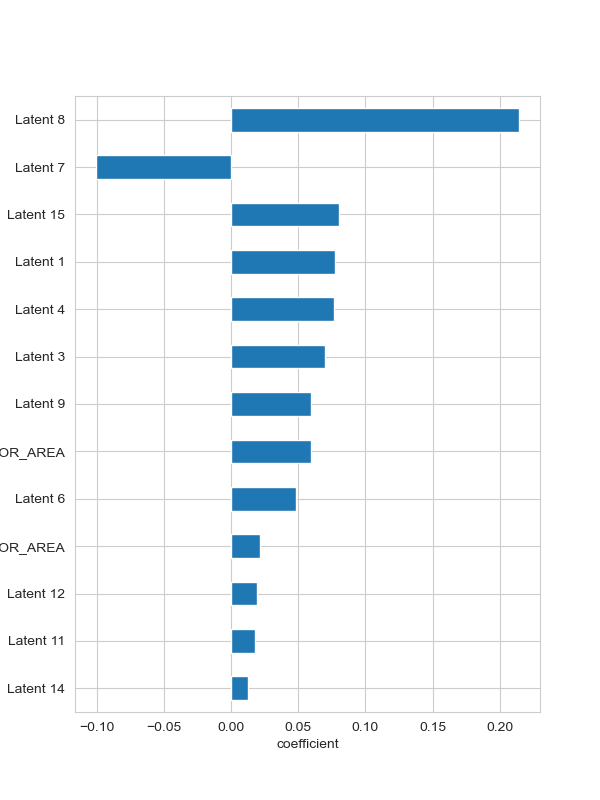 Latent 8
Latent 7
Latent 15
Latent 1
Latent 4
Latent 3
Latent 9
OR_AREA
Latent 6
OR_AREA
Latent 12
Latent 11
Latent 14
−0.10 −0.05 0.00 0.05 0.10 0.15 0.20
coefficient